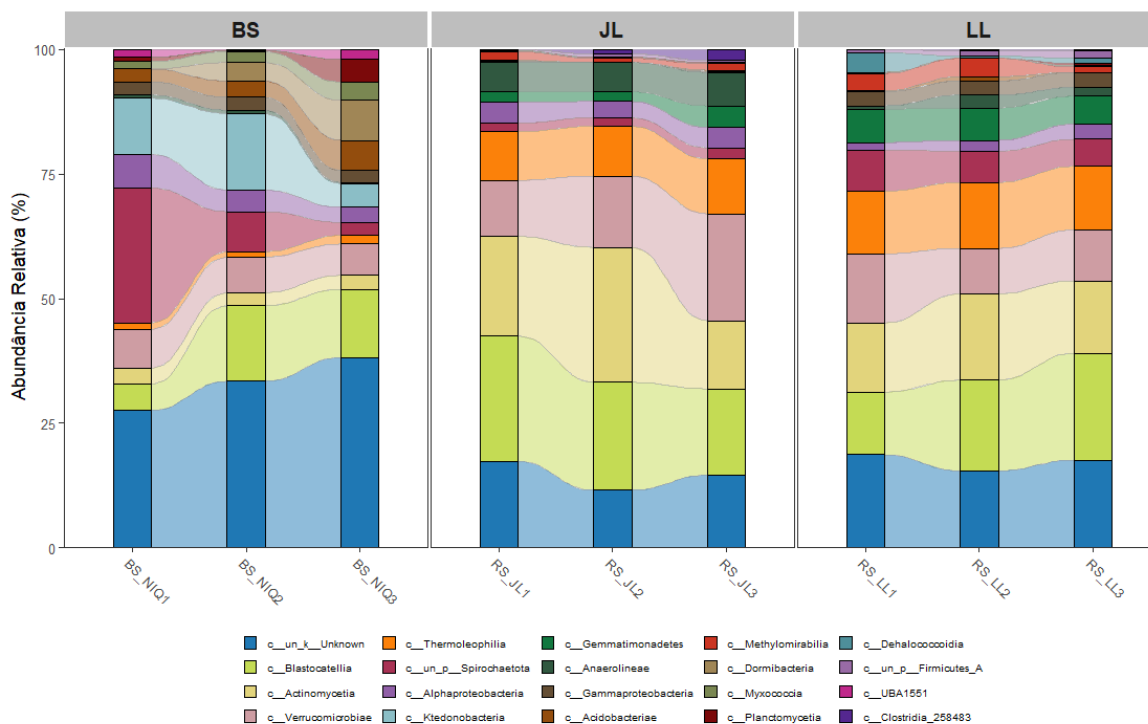 BS JL LL
Abundância Relativa (%)
100
75
50
25
0
BS_NIQ1 BS_NIQ2 BS_NIQ3 RS_JL1 RS_JL2 RS_JL3 RS_LL1 RS_LL2 RS_LL3
c__un_k__Unknown c__Thermoleophilia c__Gemmatimonadetes c__Methylomirabilia c__Dehalococcoidia
c__Blastocatellia c__un_p__Spirochaetota c__Anaerolineae c__Dormibacteria c__un_p__Firmicutes_A
c__Actinomycetia c__Alphaproteobacteria c__Gammaproteobacteria c__Myxococcia c__UBA1551
c__Verrucomicrobiae c__Ktedonobacteria c__Acidobacteriae c__Planctomycetia c__Clostridia_258483